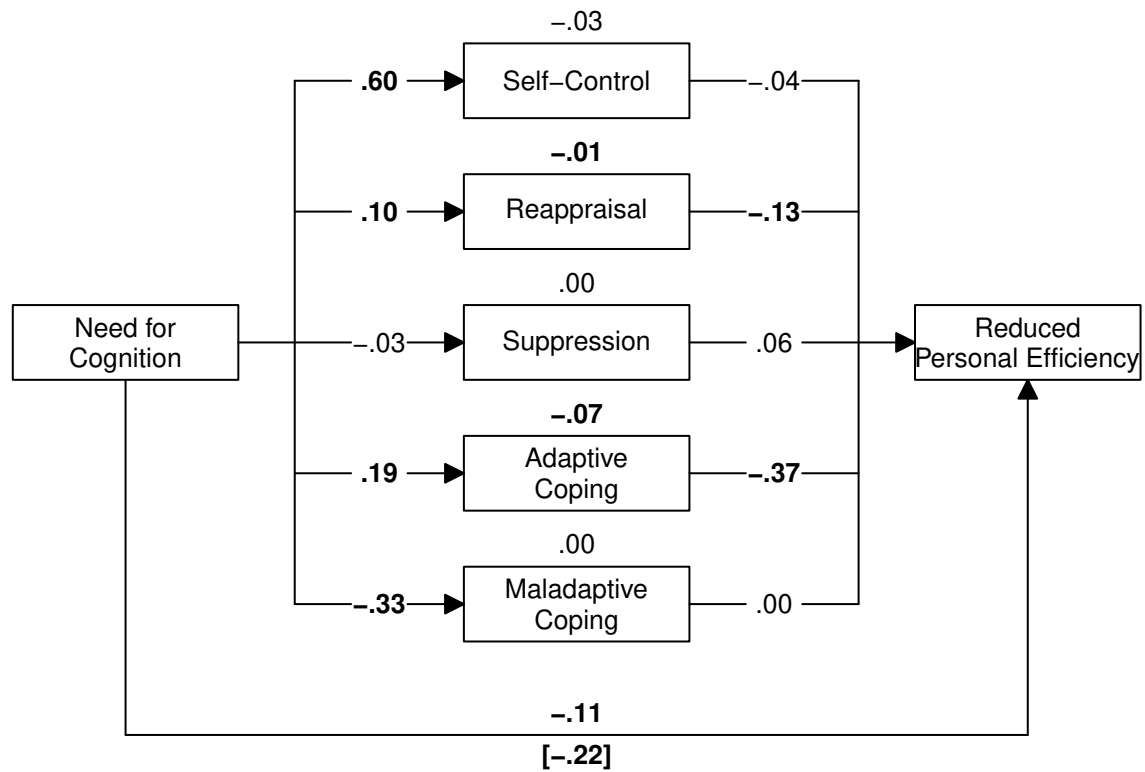 −.03
.60
Self−Control
−.04
−.01
.10
Reappraisal
−.13
.00
Need for
Cognition
−.03
Suppression
.06
Reduced
Personal Efficiency
−.07
.19
Adaptive
Coping
−.37
.00
−.33
Maladaptive
Coping
.00
−.11
[−.22]